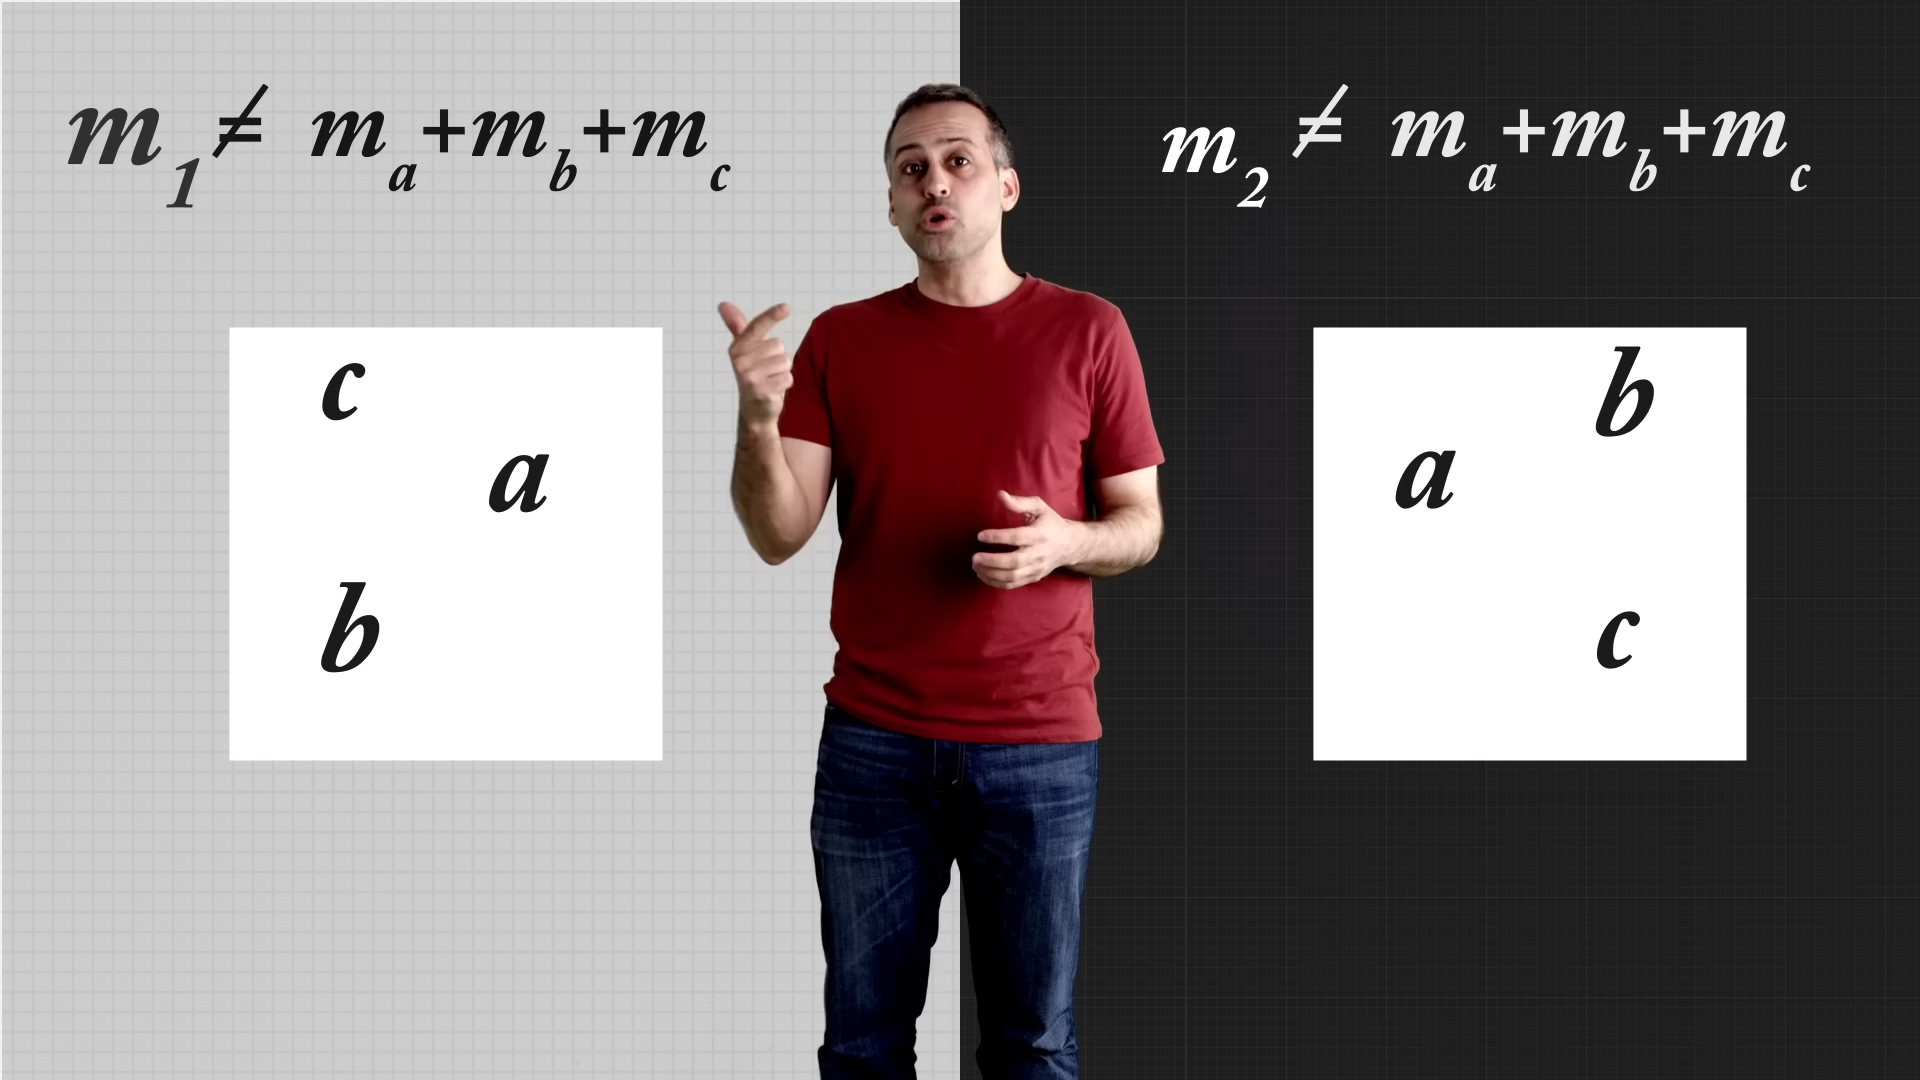 m₁ ≠ mₐ+m_b+m_c
c
a
b
m₂ ≠ mₐ+m_b+m_c
b
a
c